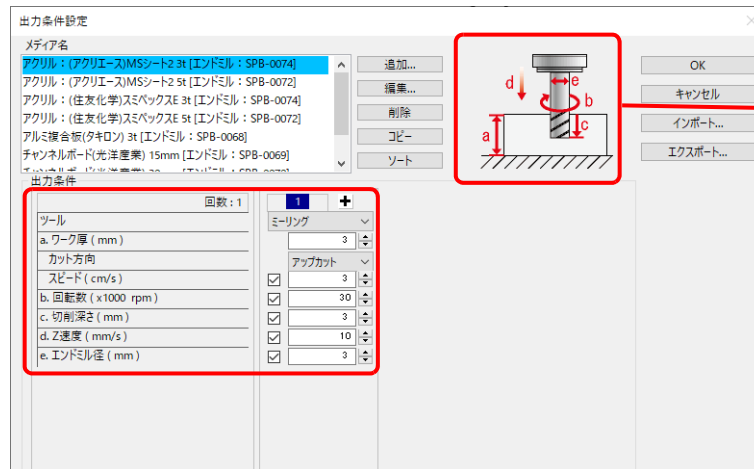 出力条件設定
メディア名
アクリル：(アクリエース)MSシート2 3t [エンドミル：SPB-0074]
アクリル：(アクリエース)MSシート2 5t [エンドミル：SPB-0072]
アクリル：(住友化学)スミペックスE 3t [エンドミル：SPB-0074]
アクリル：(住友化学)スミペックスE 5t [エンドミル：SPB-0072]
アルミ複合板(タキロン) 3t [エンドミル：SPB-0068]
チャンネルボード(光洋産業) 15mm [エンドミル：SPB-0069]
追加...
編集...
削除
コピー
ソート
d
e
b
a
c
OK
キャンセル
インポート...
エクスポート...
出力条件
回数 : 1
1
ツール
ミーリング
a. ワーク厚 ( mm )
3
カット方向
アップカット
スピード ( cm/s )
3
b. 回転数 ( x1000 rpm )
30
c. 切削深さ ( mm )
3
d. Z速度 ( mm/s )
10
e. エンドミル径 ( mm )
3